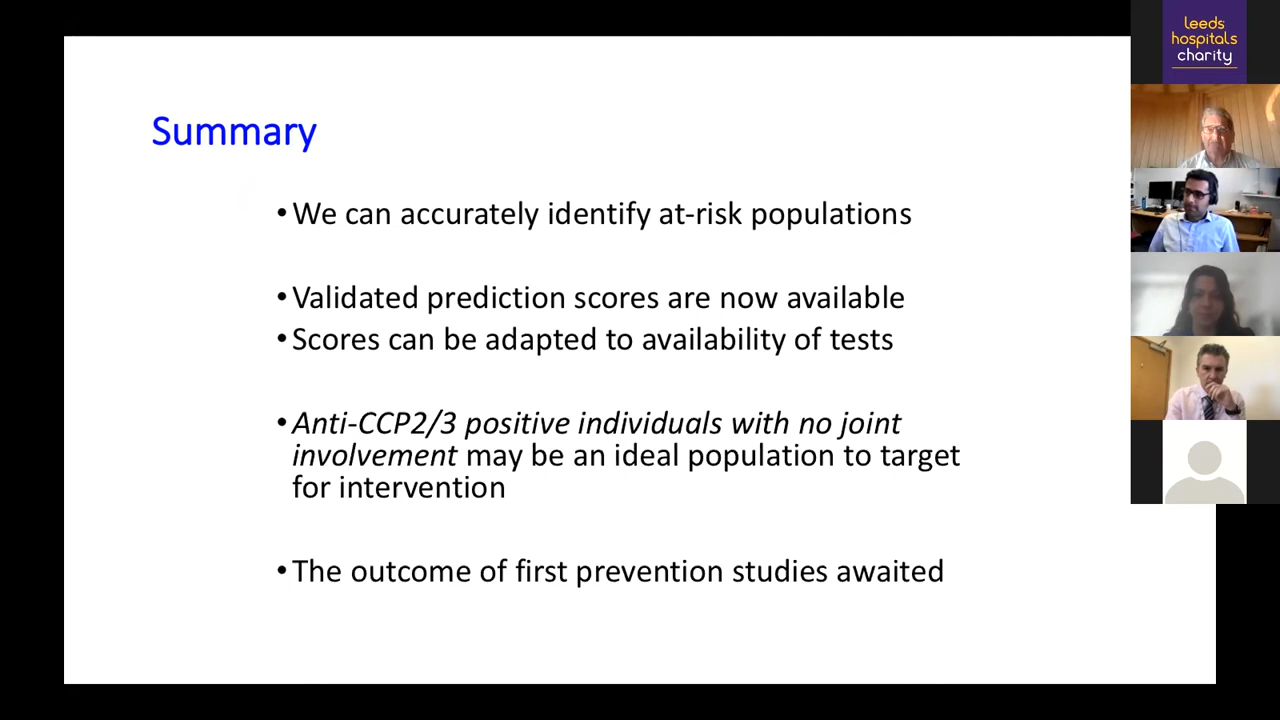 leeds
hospitals
charity
Summary
•We can accurately identify at-risk populations
•Validated prediction scores are now available
•Scores can be adapted to availability of tests
•Anti-CCP2/3 positive individuals with no joint
involvement may be an ideal population to target
for intervention
•The outcome of first prevention studies awaited